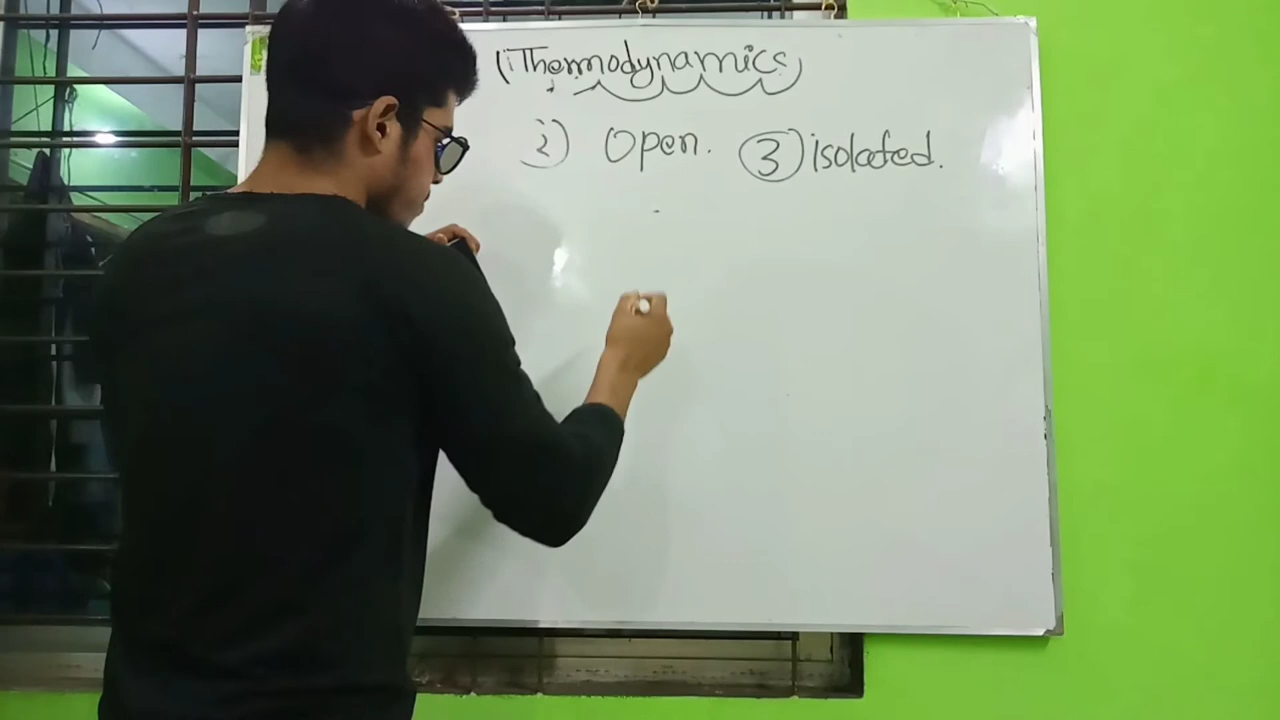 (Thermodynamics)
2) Open. 3 isolated.